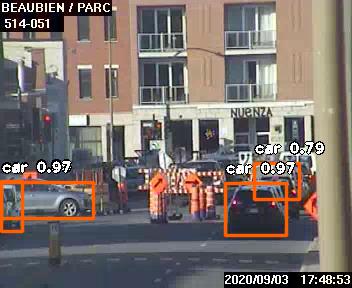 BEAUBIEN / PARC
514-051
NUENZA
car 0.97
car 0.79
car 0.97
2020/09/03 17:48:53